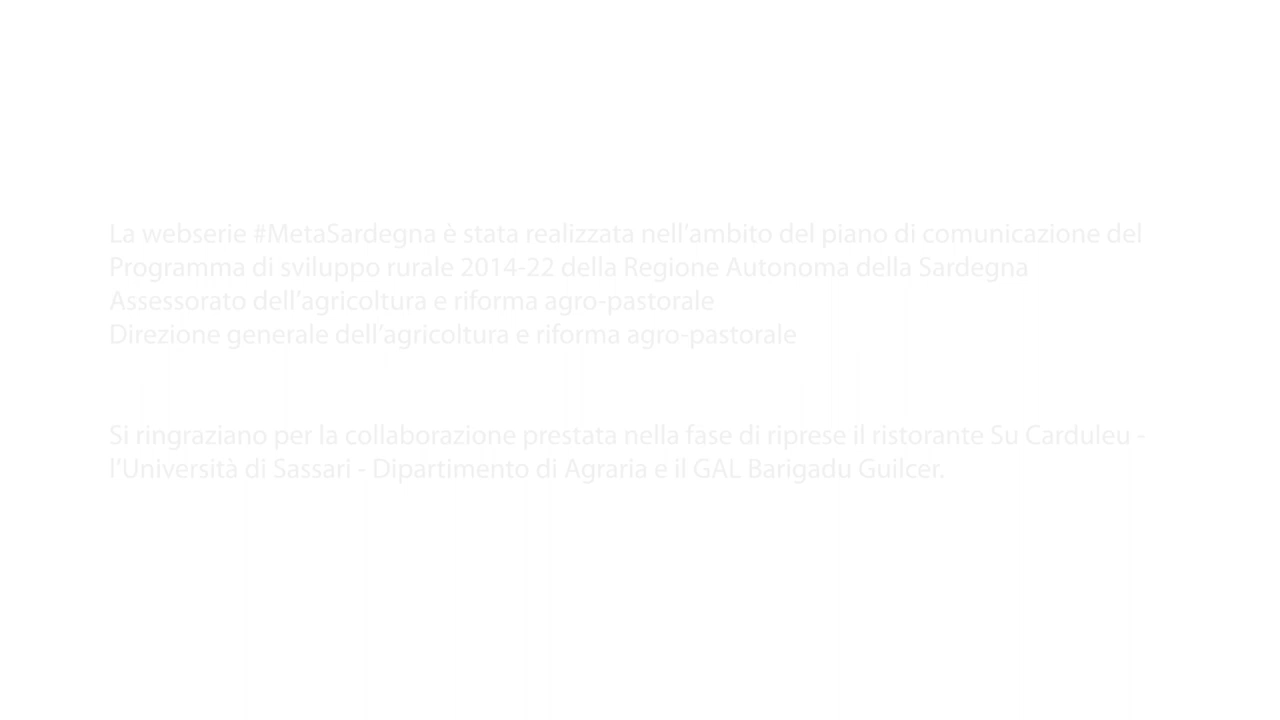 La webserie #MetaSardegna è stata realizzata nell'ambito del piano di comunicazione del
Programma di sviluppo rurale 2014-22 della Regione Autonoma della Sardegna
Assessorato dell'agricoltura e riforma agro-pastorale
Direzione generale dell'agricoltura e riforma agro-pastorale
Si ringraziano per la collaborazione prestata nella fase di riprese il ristorante Su Carduleu -
l'Università di Sassari - Dipartimento di Agraria e il GAL Barigadu Guilcer.